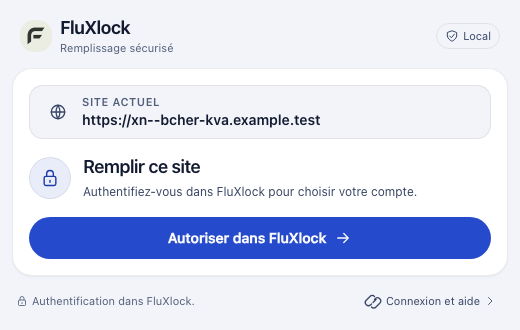 FluXlock
Remplissage sécurisé
Local
SITE ACTUEL
https://xn--bcher-kva.example.test
Remplir ce site
Authentifiez-vous dans FluXlock pour choisir votre compte.
Autoriser dans FluXlock
Authentification dans FluXlock.
Connexion et aide